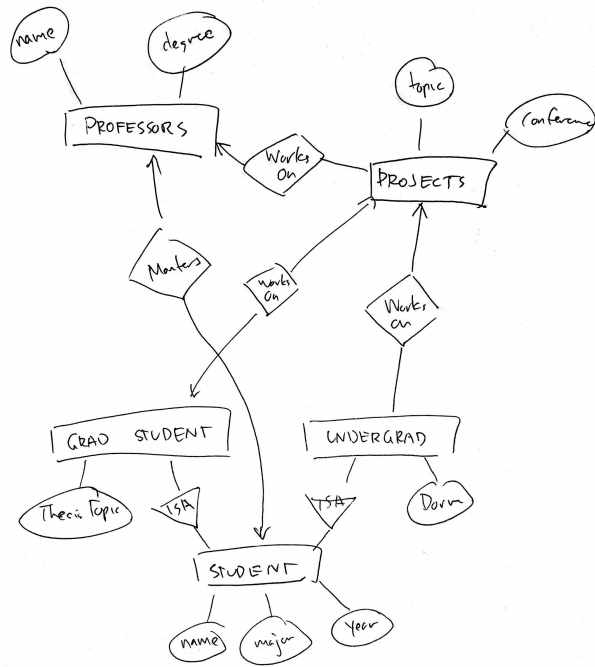 name
degree
topic
Conference
PROFESSORS
Works
On
PROJECTS
Works
On
Works
on
GRAD STUDENT
UNDERGRAD
Thesis Topic
ISA
ISA
Dorm
STUDENT
name
major
year